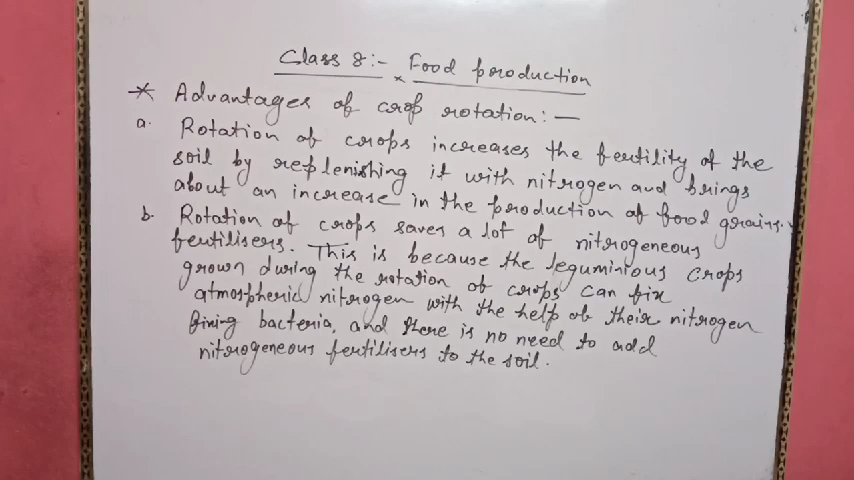 Class 8:- Food production
* Advantages of crop rotation:—
a. Rotation of crops increases the fertility of the
soil by replenishing it with nitrogen and brings
about an increase in the production of food grains.
b. Rotation of crops saves a lot of nitrogeneous
fertilisers. This is because the leguminious crops
grown during the rotation of crops can fix
atmospheric nitrogen with the help of their nitrogen
fixing bacteria, and there is no need to add
nitrogeneous fertilisers to the soil.